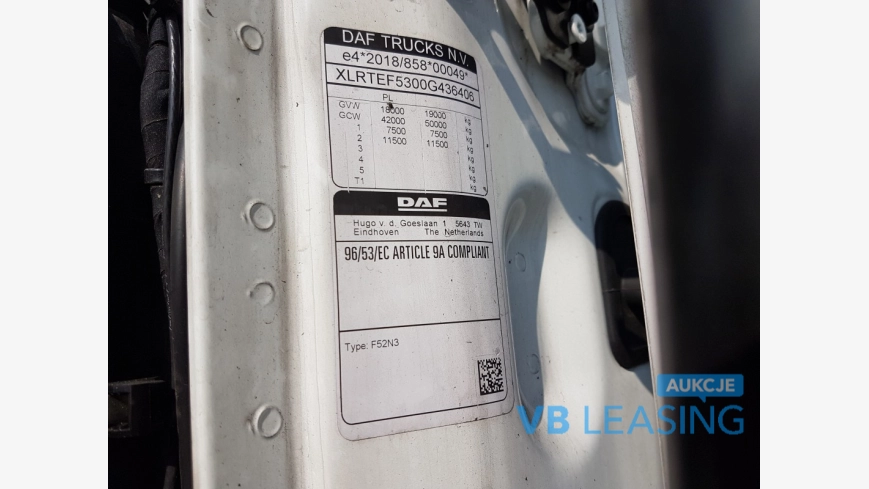 DAF TRUCKS N.V.
e4*2018/858*00049*
XLRTEF5300G436406
PL
GVW 18000 19000 kg
GCW 42000 50000 kg
1 7500 7500 kg
2 11500 11500 kg
3 kg
4 kg
5 kg
T1 kg
DAF
Hugo v. d. Goeslaan 1 5643 TW
Eindhoven The Netherlands
96/53/EC ARTICLE 9A COMPLIANT
Type: F52N3
AUKCJE
VB LEASING